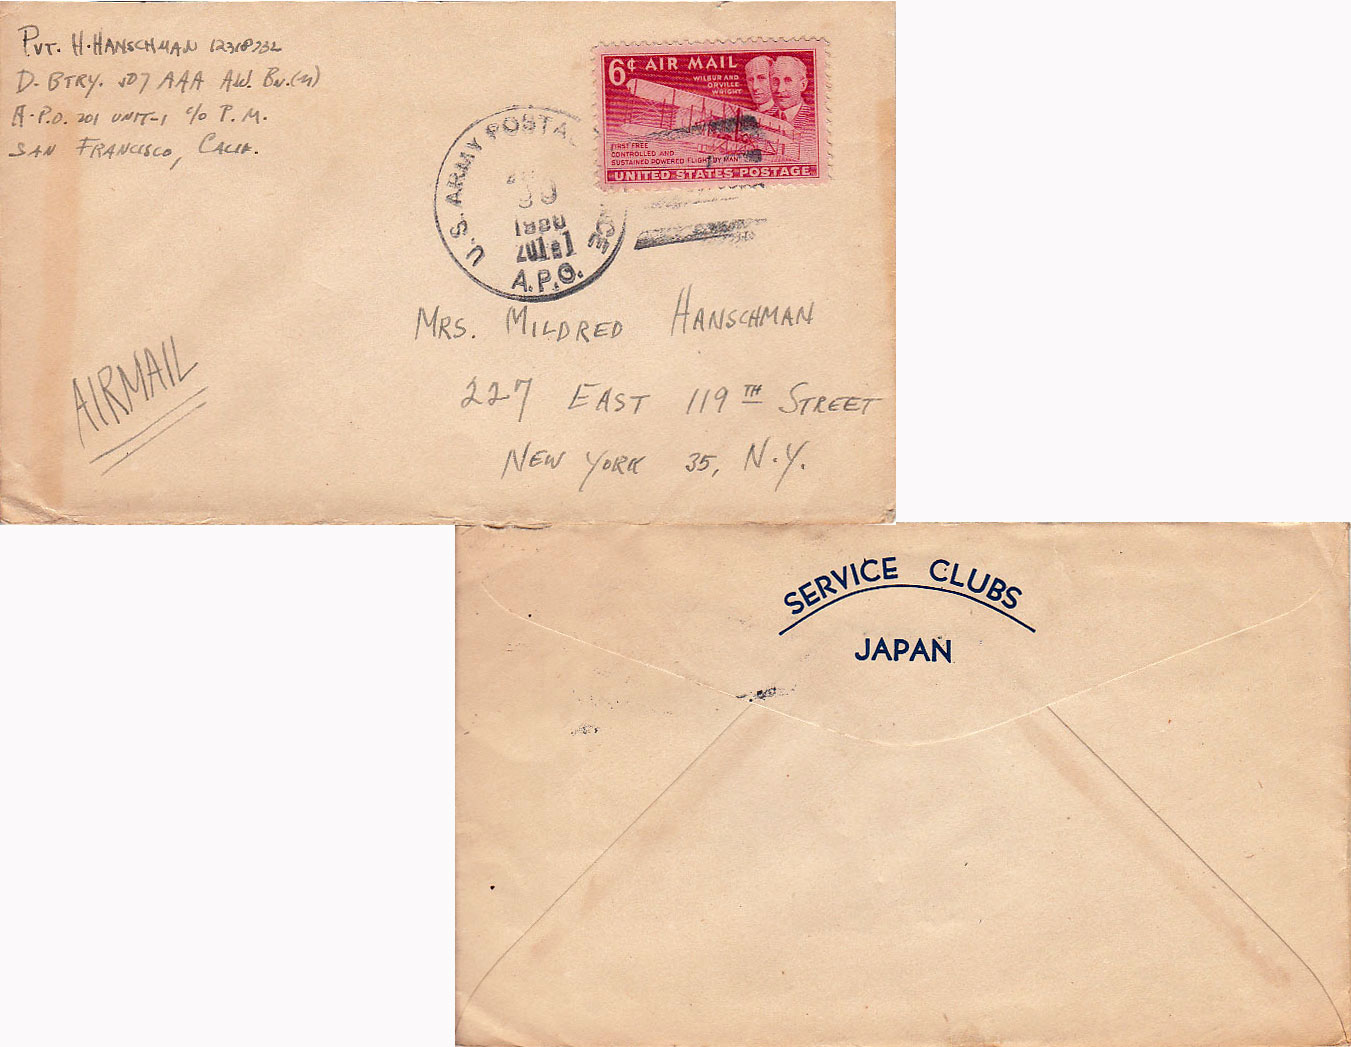 Pvt. H. Hanschman 12318732
D. Btry. 507 AAA AW. Bn. (M)
A.P.O. 201 Unit-1 c/o P.M.
San Francisco, Calif.
6¢ AIR MAIL
WILBUR AND
ORVILLE
WRIGHT
FIRST FREE
CONTROLLED AND
SUSTAINED POWERED FLIGHT BY MAN
UNITED STATES POSTAGE
U.S. ARMY POSTAL
A.P.O.
Mrs. Mildred Hanschman
227 East 119TH Street
New York 35, N.Y.
AIRMAIL
SERVICE CLUBS
JAPAN